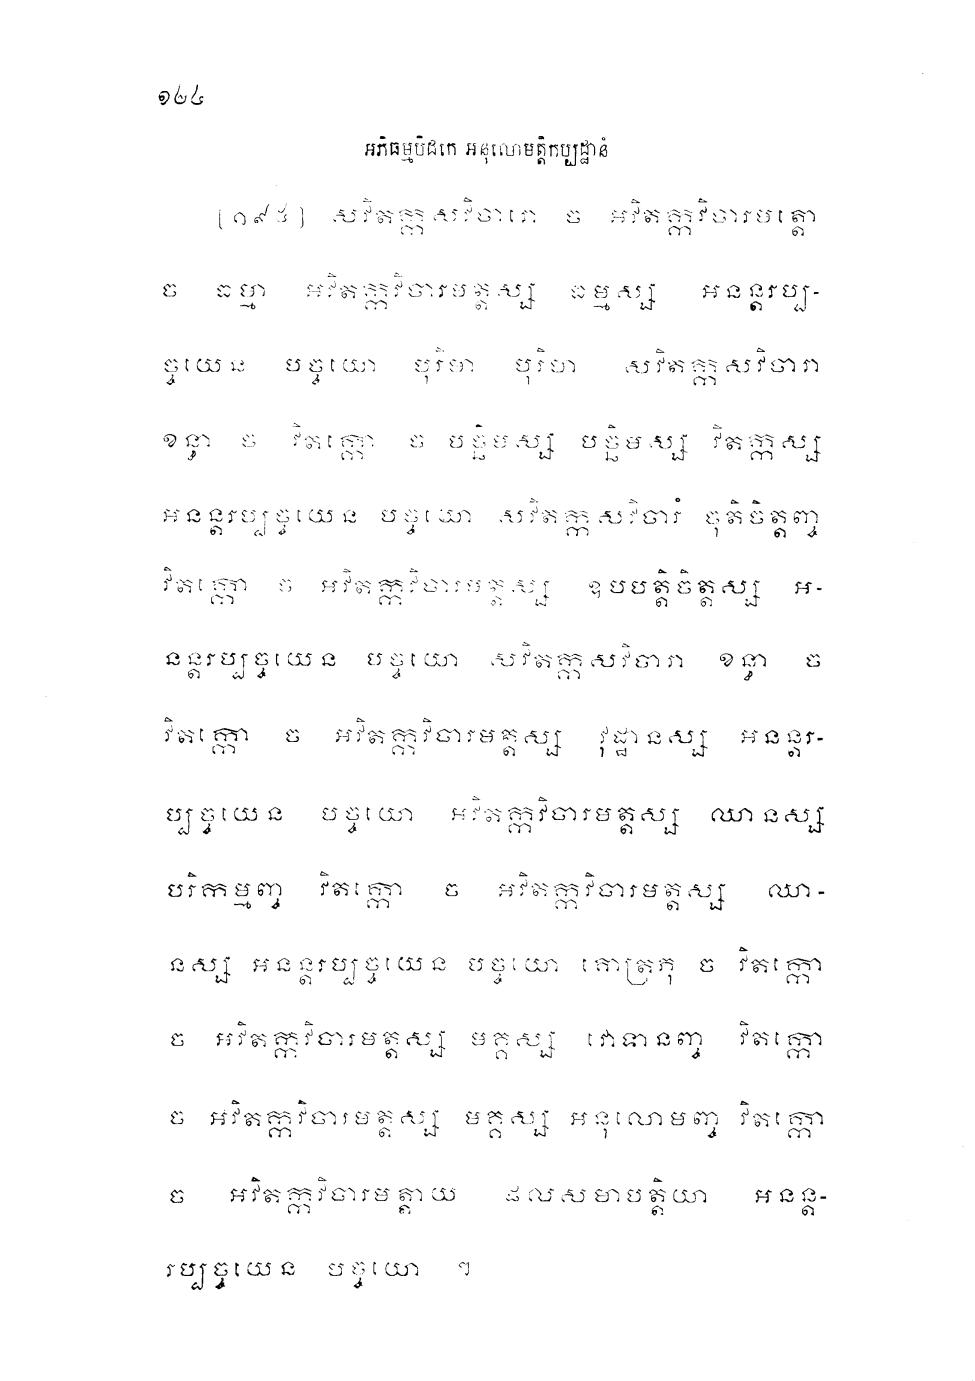 ១២៤
អភិធម្មបិដកេ អនុលោមត្តិកប្បដ្ឋានំ
[១៩៥] សវិតក្កសវិចារោ ច អវិតក្កវិចារមត្តោ
ច ធម្មា អវិតក្កវិចារមត្តស្ស ធម្មស្ស អនន្តរប្ប-
ច្ចយេន បច្ចយោ បុរិមា បុរិមា សវិតក្កសវិចារា
ខន្ធា ច វិតក្កោ ច បច្ឆិមស្ស បច្ឆិមស្ស វិតក្កស្ស
អនន្តរប្បច្ចយេន បច្ចយោ សវិតក្កសវិចារំ ចុតិចិត្តញ្ច
វិតក្កោ ច អវិតក្កវិចារមត្តស្ស ឧបបត្តិចិត្តស្ស អ-
នន្តរប្បច្ចយេន បច្ចយោ សវិតក្កសវិចារា ខន្ធា ច
វិតក្កោ ច អវិតក្កវិចារមត្តស្ស វុដ្ឋានស្ស អនន្តរ-
ប្បច្ចយេន បច្ចយោ អវិតក្កវិចារមត្តស្ស ឈានស្ស
បរិកម្មញ្ច វិតក្កោ ច អវិតក្កវិចារមត្តស្ស ឈា-
នស្ស អនន្តរប្បច្ចយេន បច្ចយោ គោត្រភុ ច វិតក្កោ
ច អវិតក្កវិចារមត្តស្ស មគ្គស្ស វោទានញ្ច វិតក្កោ
ច អវិតក្កវិចារមត្តស្ស មគ្គស្ស អនុលោមញ្ច វិតក្កោ
ច អវិតក្កវិចារមត្តាយ ផលសមាបត្តិយា អនន្ត-
រប្បច្ចយេន បច្ចយោ ។